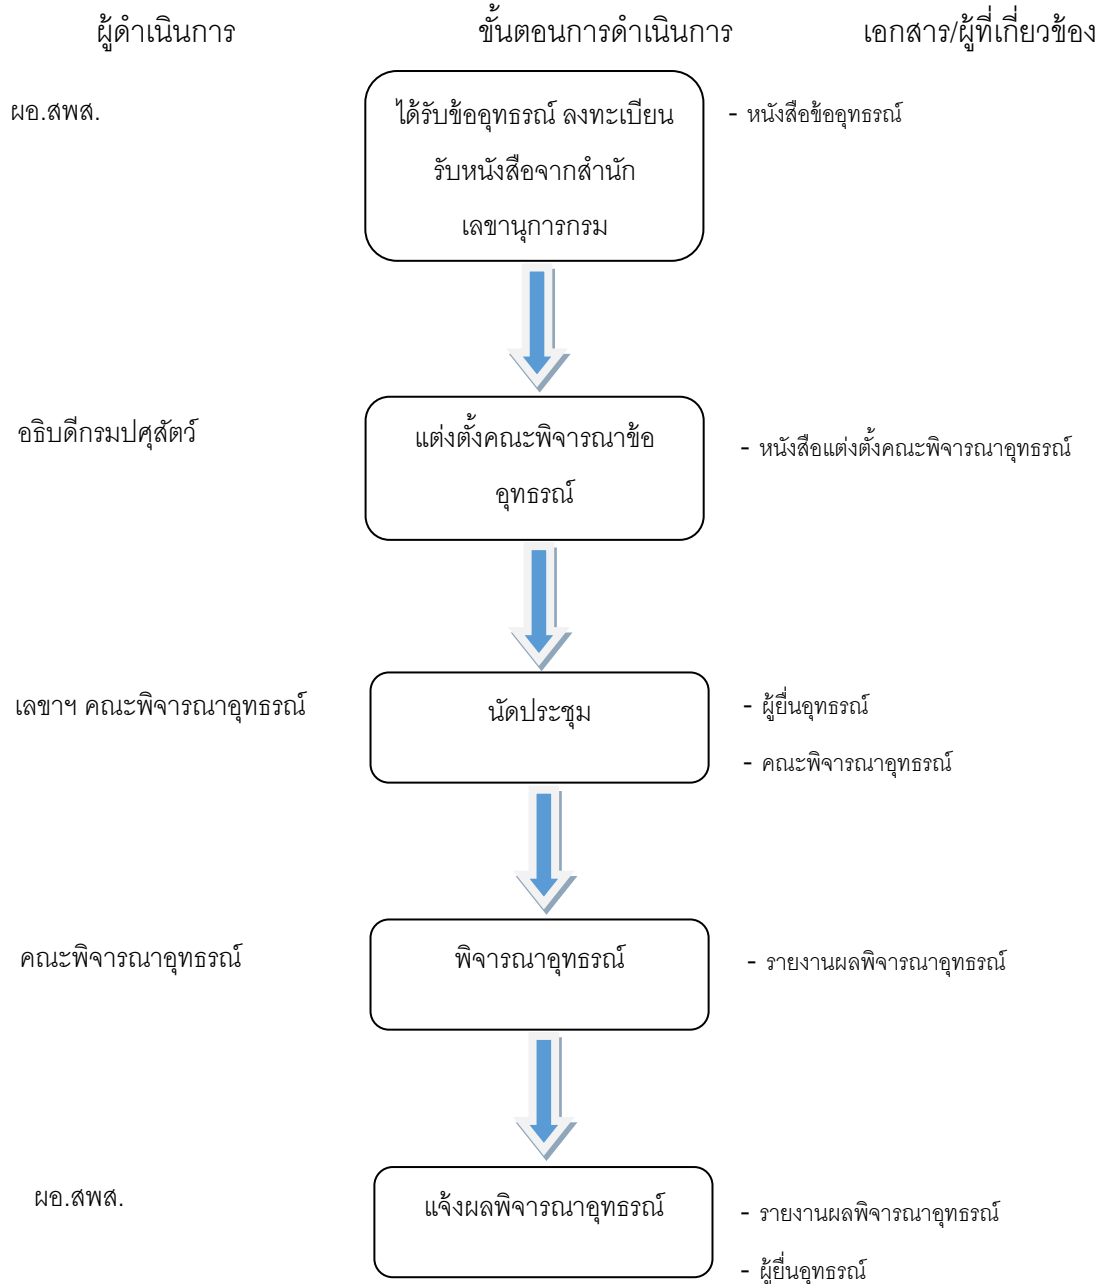 ผู้ดำเนินการ ขั้นตอนการดำเนินการ เอกสาร/ผู้ที่เกี่ยวข้อง
ผอ.สพส.
ได้รับข้ออุทธรณ์ ลงทะเบียน
รับหนังสือจากสำนัก
เลขานุการกรม
- หนังสือข้ออุทธรณ์
อธิบดีกรมปศุสัตว์
แต่งตั้งคณะพิจารณาข้อ
อุทธรณ์
- หนังสือแต่งตั้งคณะพิจารณาอุทธรณ์
เลขาฯ คณะพิจารณาอุทธรณ์
นัดประชุม
- ผู้ยื่นอุทธรณ์
- คณะพิจารณาอุทธรณ์
คณะพิจารณาอุทธรณ์
พิจารณาอุทธรณ์
- รายงานผลพิจารณาอุทธรณ์
ผอ.สพส.
แจ้งผลพิจารณาอุทธรณ์
- รายงานผลพิจารณาอุทธรณ์
- ผู้ยื่นอุทธรณ์